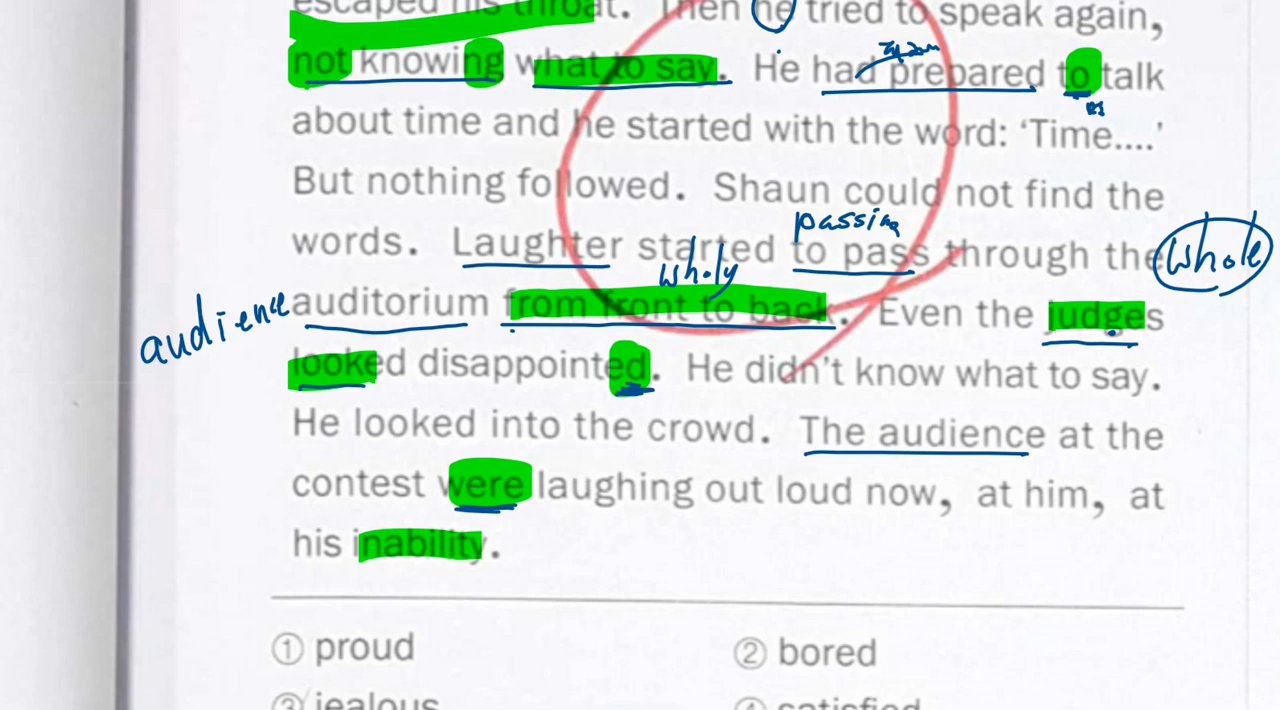 escaped his throat. Then he tried to speak again,
not knowing what to say. He had prepared to talk
about time and he started with the word: ‘Time....’
But nothing followed. Shaun could not find the
passing
words. Laughter started to pass through the whole
wholy
audience auditorium from front to back. Even the judges
looked disappointed. He didn’t know what to say.
He looked into the crowd. The audience at the
contest were laughing out loud now, at him, at
his inability.
① proud ② bored
③ jealous ④ satisfied